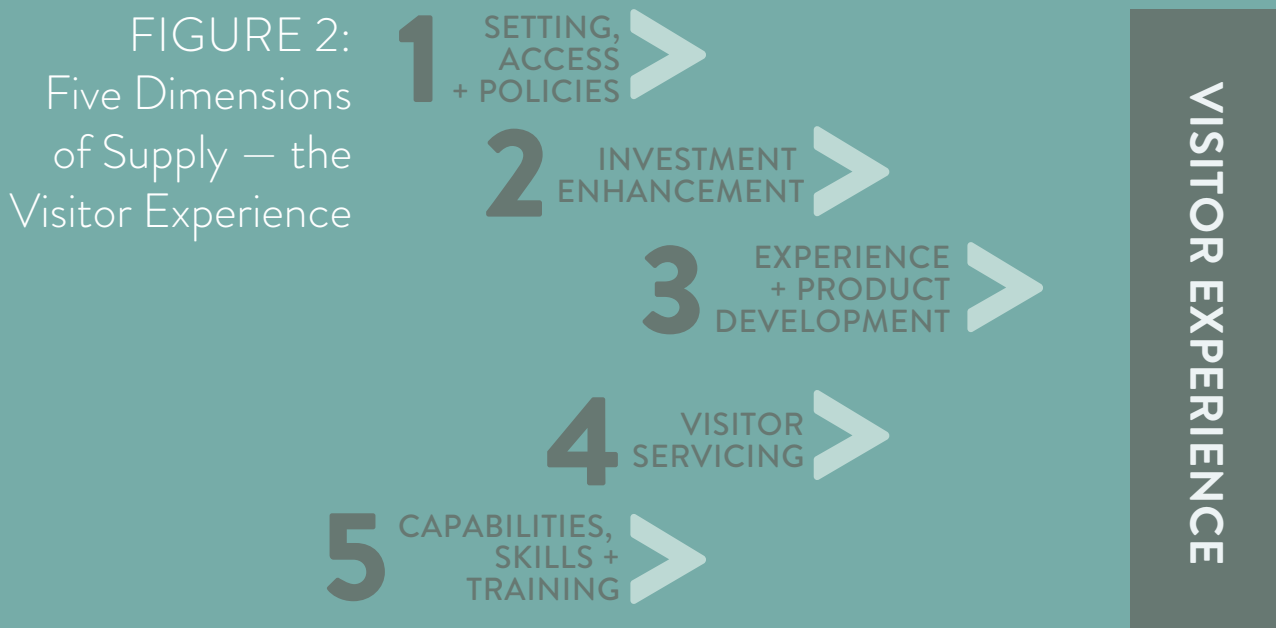 FIGURE 2:
Five Dimensions
of Supply — the
Visitor Experience
1
SETTING,
ACCESS
+ POLICIES
2
INVESTMENT
ENHANCEMENT
3
EXPERIENCE
+ PRODUCT
DEVELOPMENT
4
VISITOR
SERVICING
5
CAPABILITIES,
SKILLS +
TRAINING
VISITOR EXPERIENCE